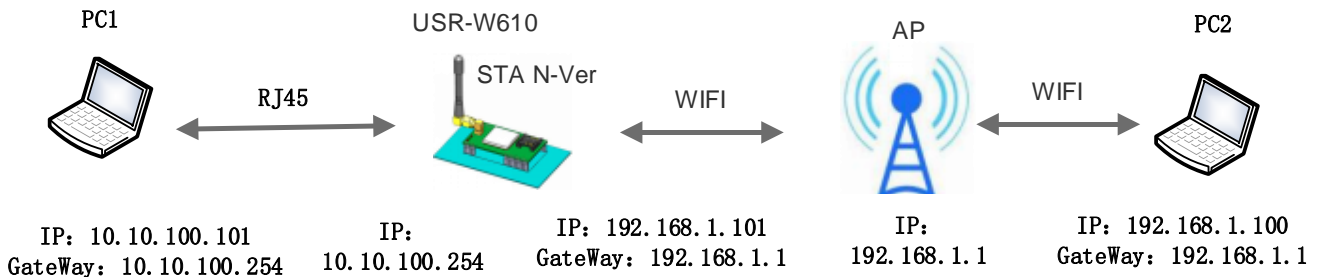 PC1
USR-W610
AP
PC2
STA N-Ver
RJ45
WIFI
WIFI
IP：10.10.100.101
GateWay：10.10.100.254
IP：
10.10.100.254
IP：192.168.1.101
GateWay：192.168.1.1
IP：
192.168.1.1
IP：192.168.1.100
GateWay：192.168.1.1